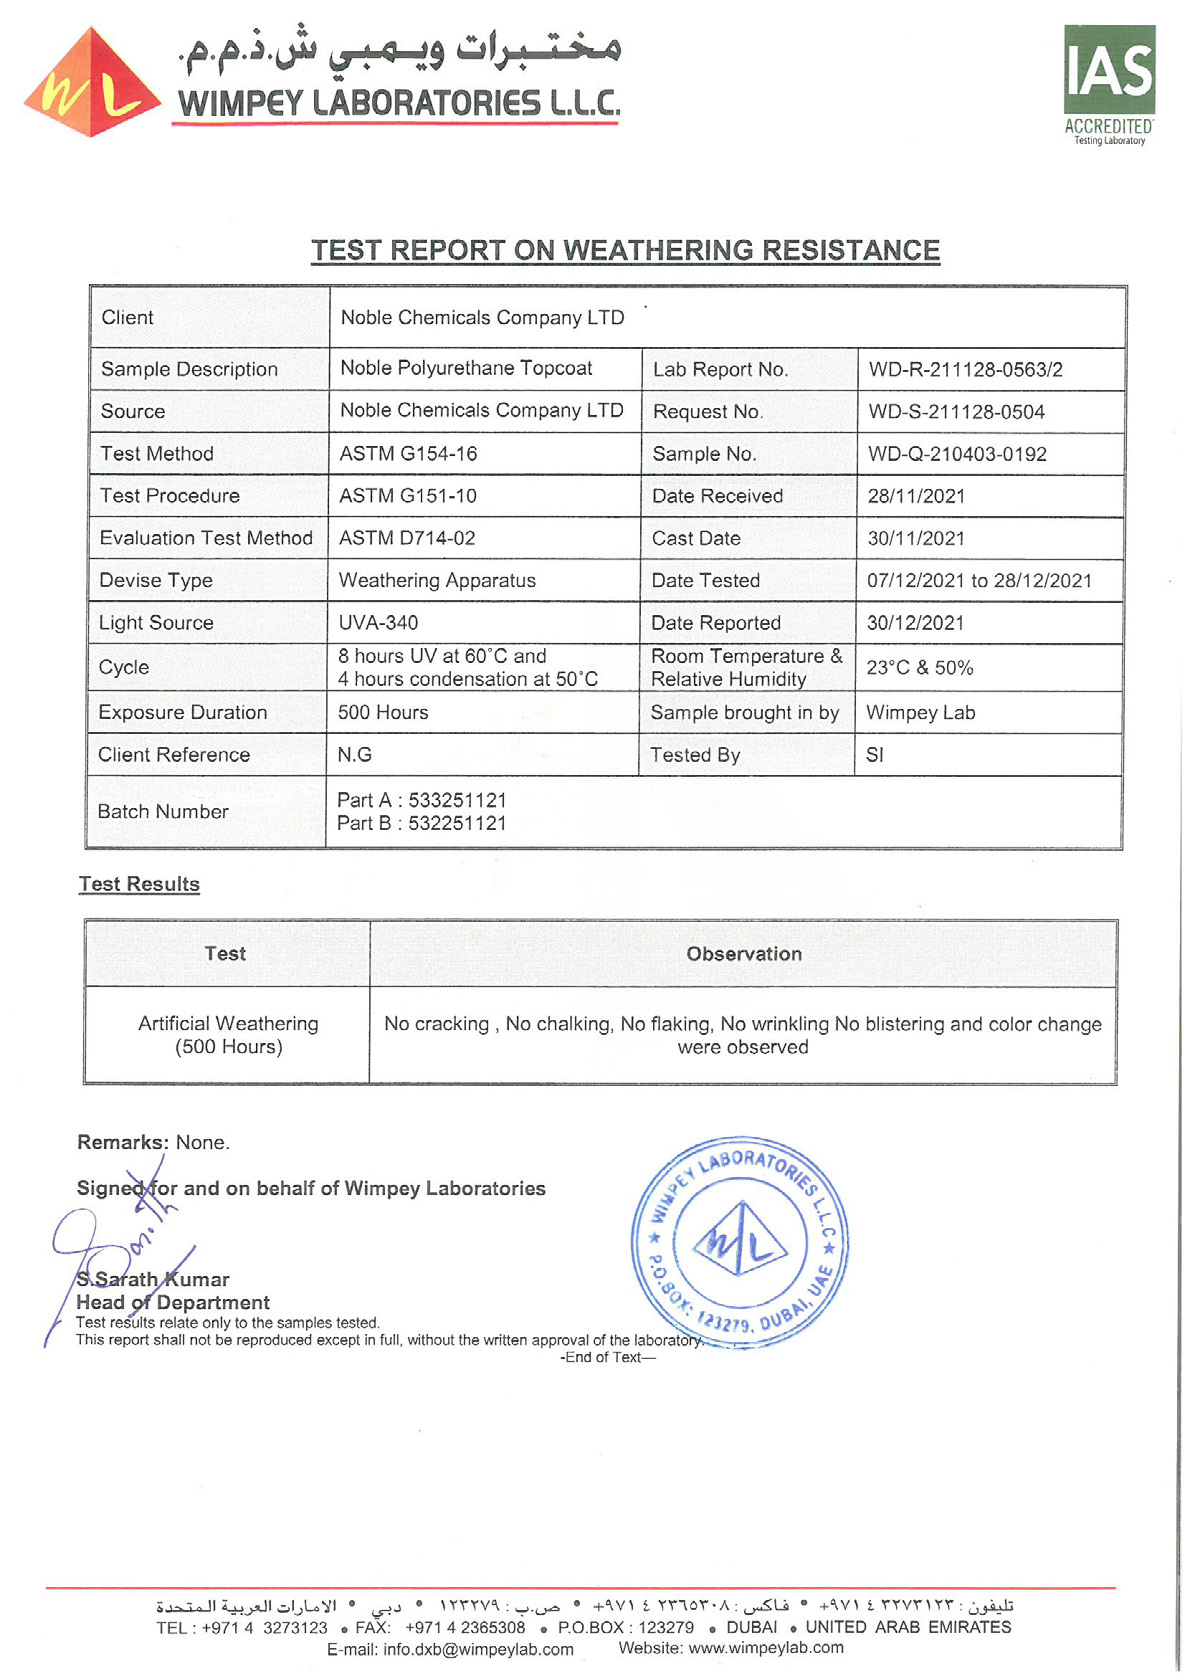 مختبرات ويمبي ش.ذ.م.م.
WIMPEY LABORATORIES L.L.C.
WL
IAS
ACCREDITED
Testing Laboratory
TEST REPORT ON WEATHERING RESISTANCE
Client Noble Chemicals Company LTD
Sample Description Noble Polyurethane Topcoat Lab Report No. WD-R-211128-0563/2
Source Noble Chemicals Company LTD Request No. WD-S-211128-0504
Test Method ASTM G154-16 Sample No. WD-Q-210403-0192
Test Procedure ASTM G151-10 Date Received 28/11/2021
Evaluation Test Method ASTM D714-02 Cast Date 30/11/2021
Devise Type Weathering Apparatus Date Tested 07/12/2021 to 28/12/2021
Light Source UVA-340 Date Reported 30/12/2021
Cycle 8 hours UV at 60°C and
4 hours condensation at 50°C Room Temperature &
Relative Humidity 23°C & 50%
Exposure Duration 500 Hours Sample brought in by Wimpey Lab
Client Reference N.G Tested By SI
Batch Number Part A : 533251121
Part B : 532251121
Test Results
Test Observation
Artificial Weathering
(500 Hours)
No cracking , No chalking, No flaking, No wrinkling No blistering and color change
were observed
Remarks: None.
Signed for and on behalf of Wimpey Laboratories
Sarath
S.Sarath Kumar
Head of Department
Test results relate only to the samples tested.
This report shall not be reproduced except in full, without the written approval of the laboratory.
-End of Text—
★ WIMPEY LABORATORIES L.L.C ★
P.O.BOX: 123279, DUBAI, UAE
WL
تليفون : ٣٢٧٣١٢٣ ٤ ٩٧١+ • فاكس : ٢٣٦٥٣٠٨ ٤ ٩٧١+ • ص.ب : ١٢٣٢٧٩ • دبي • الامارات العربية المتحدة
TEL : +971 4 3273123 • FAX: +971 4 2365308 • P.O.BOX : 123279 • DUBAI • UNITED ARAB EMIRATES
E-mail: info.dxb@wimpeylab.com Website: www.wimpeylab.com